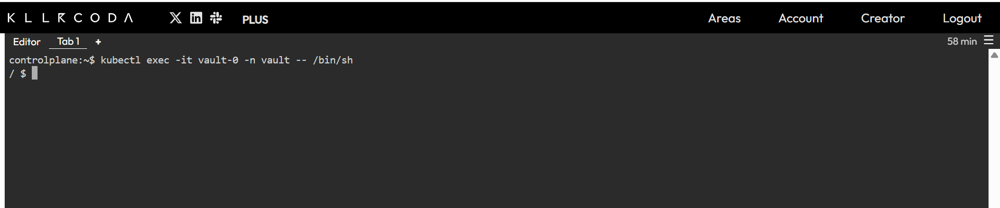 KILLERCODA PLUS Areas Account Creator Logout
Editor Tab 1 + 58 min
controlplane:~$ kubectl exec -it vault-0 -n vault -- /bin/sh
/ $